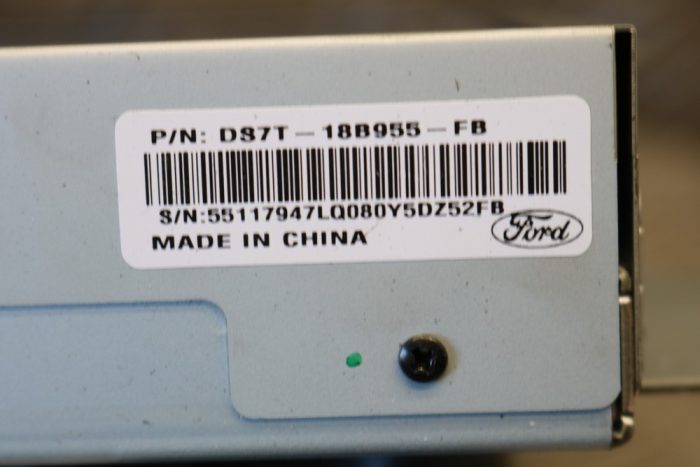 P/N: DS7T-18B955-FB
S/N:55117947LQ080Y5DZ52FB
MADE IN CHINA
Ford